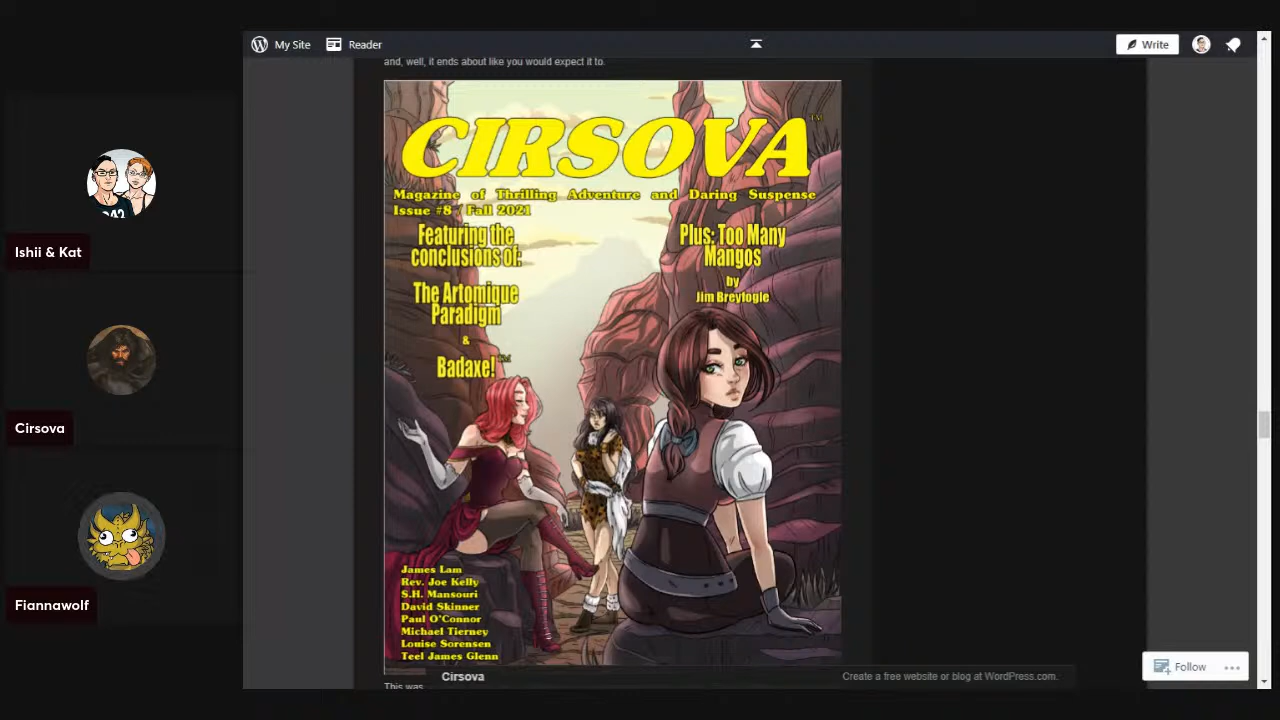 My Site
Reader
Write
and, well, it ends about like you would expect it to.
CIRSOVA™
Magazine of Thrilling Adventure and Daring Suspense
Issue #8 / Fall 2021
Featuring the
conclusions of:
The Artomique
Paradigm
&
Badaxe!™
Plus: Too Many
Mangos
by
Jim Breyfogle
James Lam
Rev. Joe Kelly
S.H. Mansouri
David Skinner
Paul O'Connor
Michael Tierney
Louise Sorensen
Teel James Glenn
Ishii & Kat
Cirsova
Fiannawolf
Follow
Cirsova
Create a free website or blog at WordPress.com.
This was